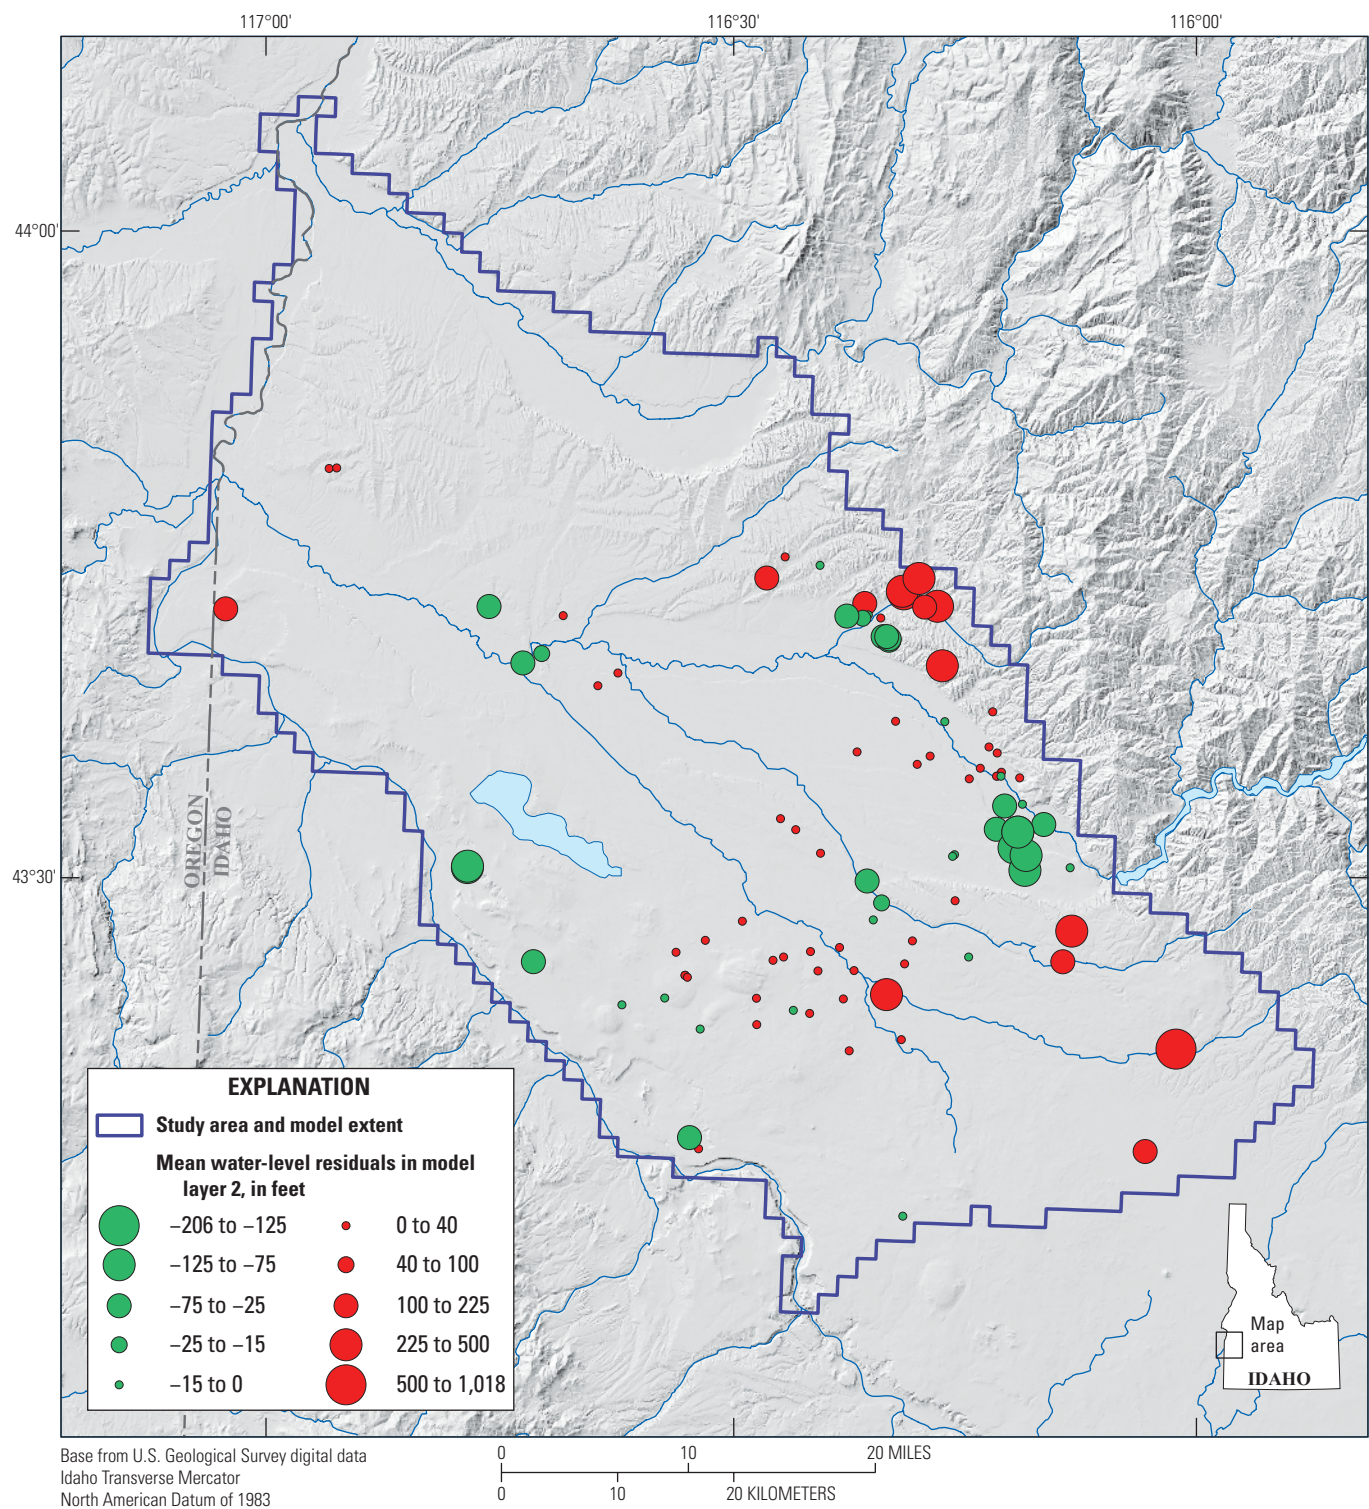 117°00'
116°30'
116°00'
44°00'
43°30'
OREGON
IDAHO
EXPLANATION
Study area and model extent
Mean water-level residuals in model
layer 2, in feet
−206 to −125
−125 to −75
−75 to −25
−25 to −15
−15 to 0
0 to 40
40 to 100
100 to 225
225 to 500
500 to 1,018
Map
area
IDAHO
Base from U.S. Geological Survey digital data
Idaho Transverse Mercator
North American Datum of 1983
0 10 20 MILES
0 10 20 KILOMETERS